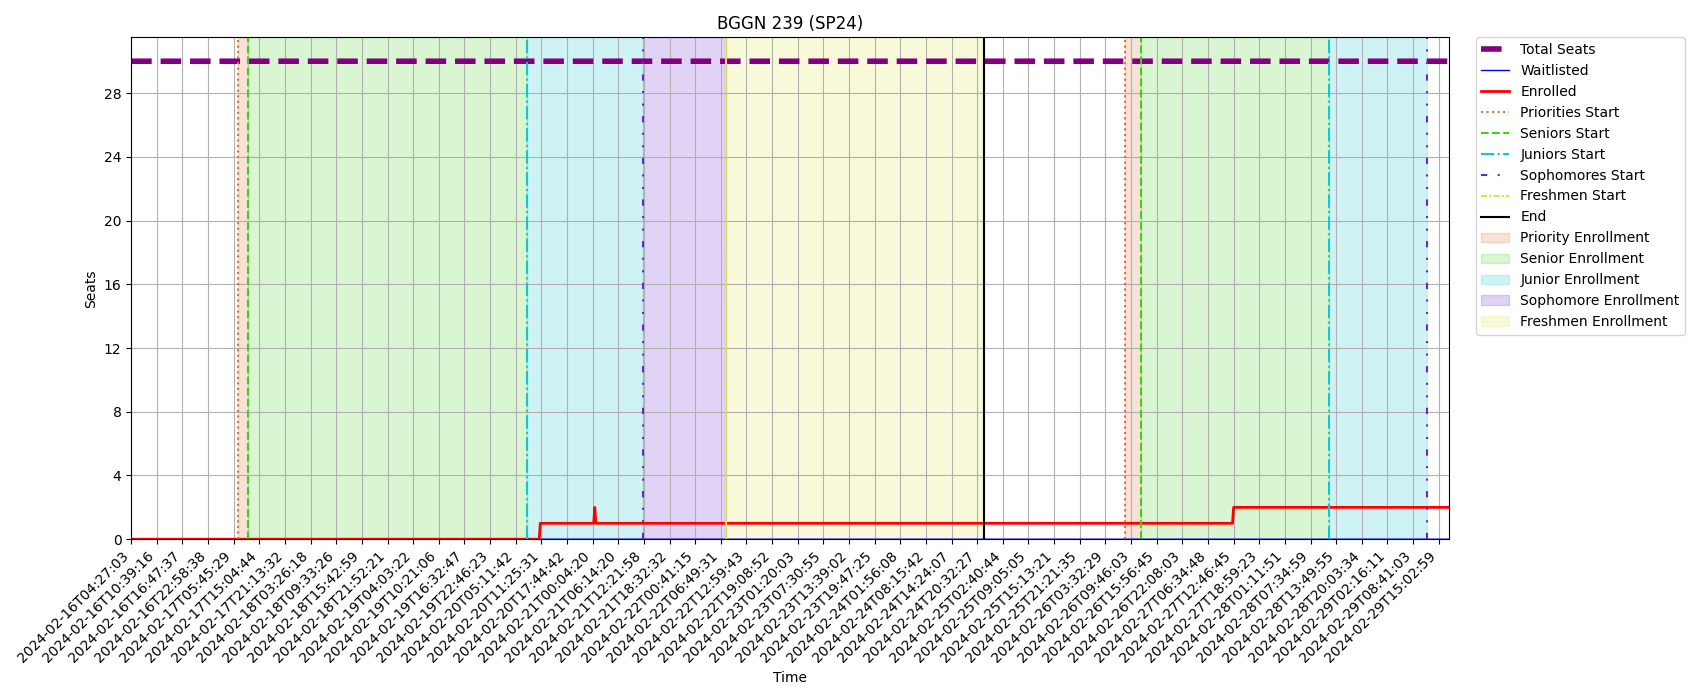 BGGN 239 (SP24)
Seats
28
24
20
16
12
8
4
0
2024-02-16T04:27:03
2024-02-16T10:39:16
2024-02-16T16:47:37
2024-02-16T22:58:38
2024-02-17T05:45:29
2024-02-17T15:04:44
2024-02-17T21:13:32
2024-02-18T03:26:18
2024-02-18T09:33:26
2024-02-18T15:42:59
2024-02-18T21:52:21
2024-02-19T04:03:22
2024-02-19T10:21:06
2024-02-19T16:32:47
2024-02-19T22:46:23
2024-02-20T05:11:42
2024-02-20T11:25:31
2024-02-20T17:44:42
2024-02-21T00:04:20
2024-02-21T06:14:20
2024-02-21T12:21:58
2024-02-21T18:32:32
2024-02-22T00:41:15
2024-02-22T06:49:31
2024-02-22T12:59:43
2024-02-22T19:08:52
2024-02-23T01:20:03
2024-02-23T07:30:55
2024-02-23T13:39:02
2024-02-23T19:47:25
2024-02-24T01:56:08
2024-02-24T08:15:42
2024-02-24T14:24:07
2024-02-24T20:32:27
2024-02-25T02:40:44
2024-02-25T09:05:05
2024-02-25T15:13:21
2024-02-25T21:21:35
2024-02-26T03:32:29
2024-02-26T09:46:03
2024-02-26T15:56:45
2024-02-26T22:08:03
2024-02-27T06:34:48
2024-02-27T12:46:45
2024-02-27T18:59:23
2024-02-28T01:11:51
2024-02-28T07:34:59
2024-02-28T13:49:55
2024-02-28T20:03:34
2024-02-29T02:16:11
2024-02-29T08:41:03
2024-02-29T15:02:59
Time
Total Seats
Waitlisted
Enrolled
Priorities Start
Seniors Start
Juniors Start
Sophomores Start
Freshmen Start
End
Priority Enrollment
Senior Enrollment
Junior Enrollment
Sophomore Enrollment
Freshmen Enrollment